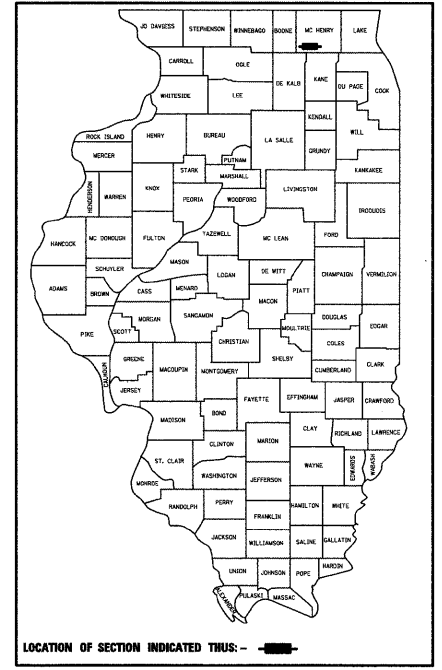 JO DAVIESS STEPHENSON WINNEBAGO BOONE MC HENRY LAKE
CARROLL OGLE
DE KALB KANE DU PAGE COOK
WHITESIDE LEE
KENDALL WILL
ROCK ISLAND HENRY BUREAU LA SALLE GRUNDY
MERCER PUTNAM KANKAKEE
STARK MARSHALL
HENDERSON WARREN KNOX PEORIA WOODFORD LIVINGSTON IROQUOIS
HANCOCK MC DONOUGH FULTON TAZEWELL MC LEAN FORD
MASON
SCHUYLER LOGAN DE WITT CHAMPAIGN VERMILION
ADAMS BROWN CASS MENARD MACON PIATT
MORGAN SANGAMON DOUGLAS EDGAR
PIKE SCOTT CHRISTIAN MOULTRIE COLES
GREENE SHELBY CLARK
CALHOUN MACOUPIN MONTGOMERY CUMBERLAND
JERSEY
FAYETTE EFFINGHAM JASPER CRAWFORD
MADISON BOND
CLINTON MARION CLAY RICHLAND LAWRENCE
ST. CLAIR WAYNE EDWARDS WABASH
WASHINGTON JEFFERSON
MONROE
RANDOLPH PERRY HAMILTON WHITE
FRANKLIN
JACKSON WILLIAMSON SALINE GALLATIN
UNION JOHNSON POPE HARDIN
ALEXANDER PULASKI MASSAC
LOCATION OF SECTION INDICATED THUS: -